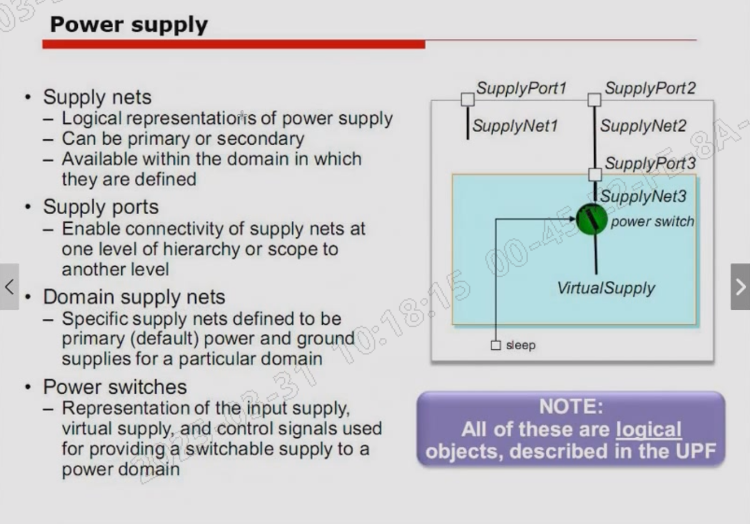 Power supply
• Supply nets
– Logical representations of power supply
– Can be primary or secondary
– Available within the domain in which
they are defined
• Supply ports
– Enable connectivity of supply nets at
one level of hierarchy or scope to
another level
• Domain supply nets
– Specific supply nets defined to be
primary (default) power and ground
supplies for a particular domain
• Power switches
– Representation of the input supply,
virtual supply, and control signals used
for providing a switchable supply to a
power domain
SupplyPort1
SupplyPort2
SupplyNet1
SupplyNet2
SupplyPort3
SupplyNet3
power switch
VirtualSupply
sleep
NOTE:
All of these are logical
objects, described in the UPF
10:18:15